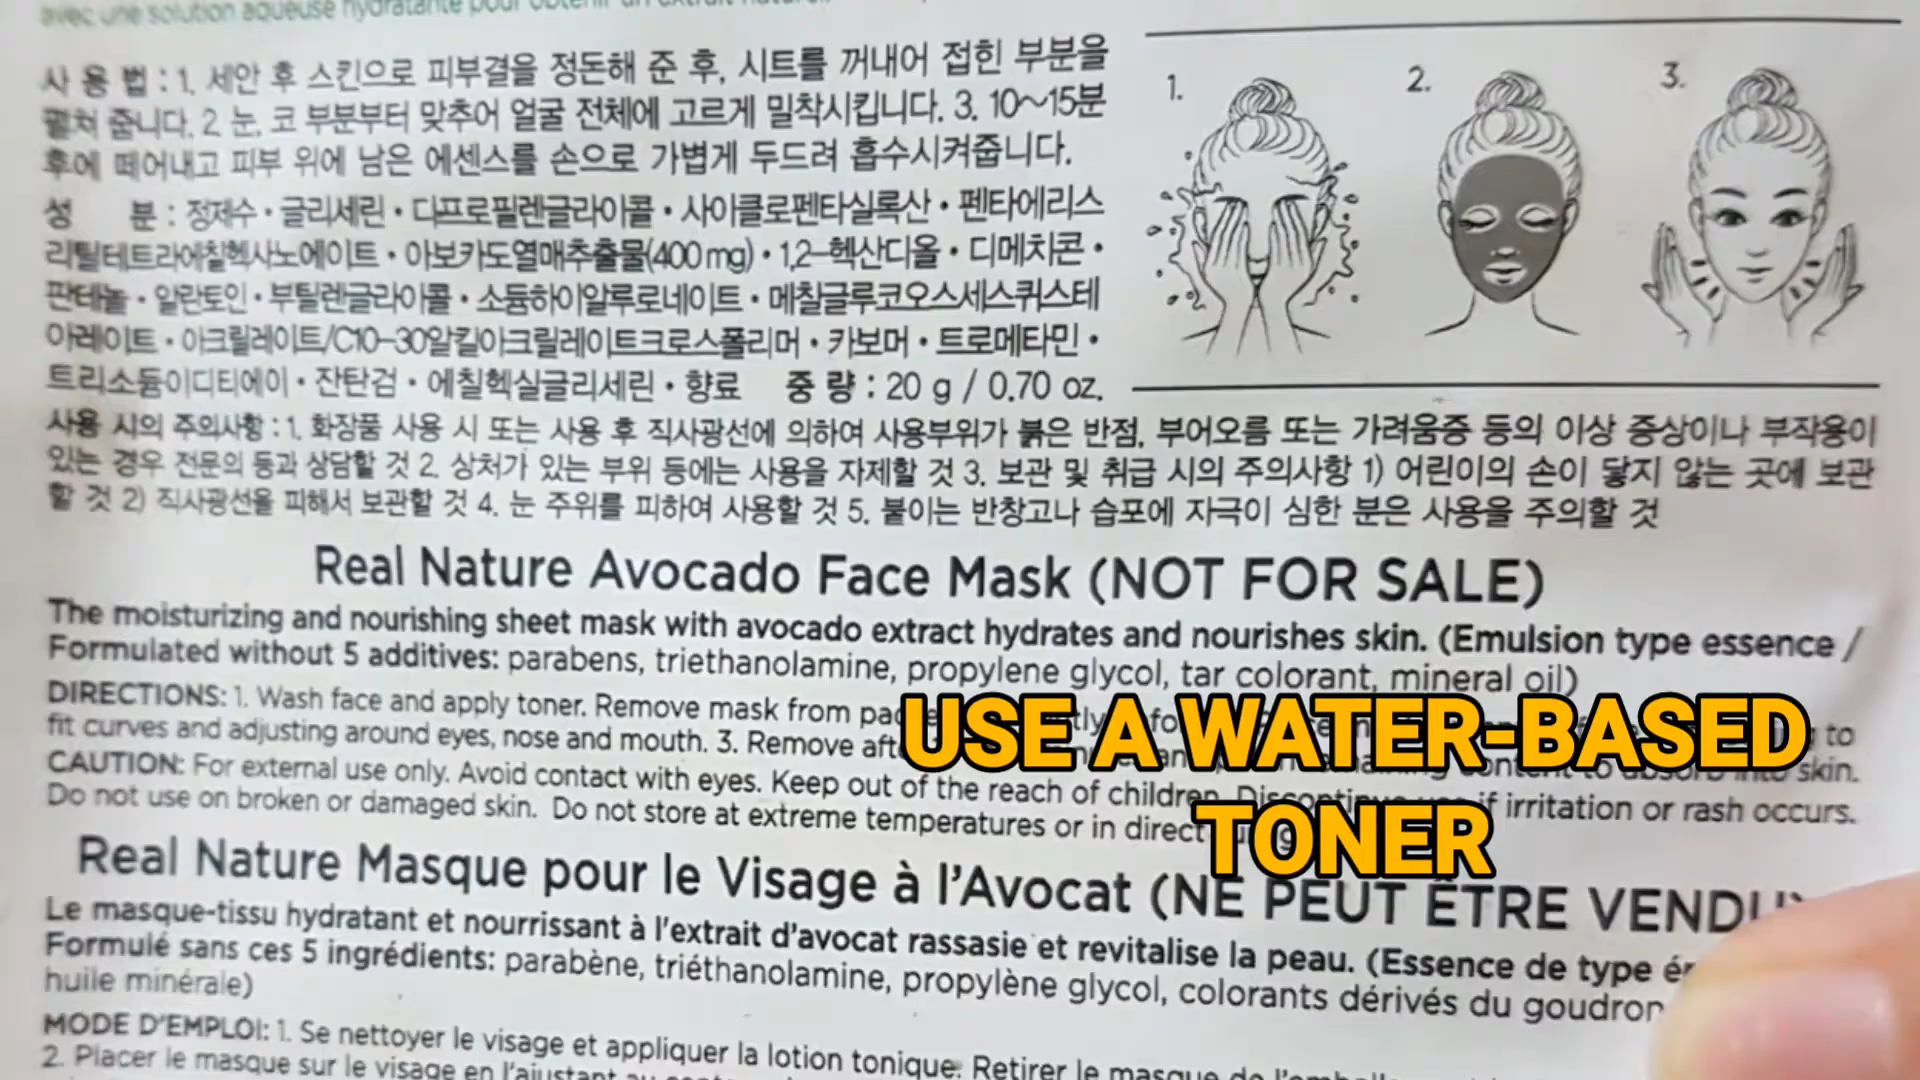 avec une solution aqueuse hydratante pour obtenir un extrait naturel.
사 용 법 : 1. 세안 후 스킨으로 피부결을 정돈해 준 후, 시트를 꺼내어 접힌 부분을
펼쳐 줍니다. 2. 눈, 코 부분부터 맞추어 얼굴 전체에 고르게 밀착시킵니다. 3. 10~15분
후에 떼어내고 피부 위에 남은 에센스를 손으로 가볍게 두드려 흡수시켜줍니다.
성 분 : 정제수 • 글리세린 • 다프로필렌글라이콜 • 사이클로펜타실록산 • 펜타에리스
리틸테트라에칠헥사노에이트 • 아보카도열매추출물(400 mg) • 1,2-헥산디올 • 디메치콘 •
판테놀 • 알란토인 • 부틸렌글라이콜 • 소듐하이알루로네이트 • 메칠글루코오스세스퀴스테
아레이트 • 아크릴레이트/C10-30알킬아크릴레이트크로스폴리머 • 카보머 • 트로메타민 •
트리소듐이디티에이 • 잔탄검 • 에칠헥실글리세린 • 향료 중 량 : 20 g / 0.70 oz.
사용 시의 주의사항 : 1. 화장품 사용 시 또는 사용 후 직사광선에 의하여 사용부위가 붉은 반점, 부어오름 또는 가려움증 등의 이상 증상이나 부작용이
있는 경우 전문의 등과 상담할 것 2. 상처가 있는 부위 등에는 사용을 자제할 것 3. 보관 및 취급 시의 주의사항 1) 어린이의 손이 닿지 않는 곳에 보관
할 것 2) 직사광선을 피해서 보관할 것 4. 눈 주위를 피하여 사용할 것 5. 붙이는 반창고나 습포에 자극이 심한 분은 사용을 주의할 것
1. 2. 3.
Real Nature Avocado Face Mask (NOT FOR SALE)
The moisturizing and nourishing sheet mask with avocado extract hydrates and nourishes skin. (Emulsion type essence /
Formulated without 5 additives: parabens, triethanolamine, propylene glycol, tar colorant, mineral oil)
DIRECTIONS: 1. Wash face and apply toner. Remove mask from to
fit curves and adjusting around eyes, nose and mouth. 3. Remove content to absorb into skin.
CAUTION: For external use only. Avoid contact with eyes. Keep out of the reach of children. Discontinue use if irritation or rash occurs.
Do not use on broken or damaged skin. Do not store at extreme temperatures or in direct
USE A WATER-BASED
TONER
Real Nature Masque pour le Visage à l'Avocat (NE PEUT ÊTRE VENDU)
Le masque-tissu hydratant et nourrissant à l'extrait d'avocat rassasie et revitalise la peau. (Essence de type
Formulé sans ces 5 ingrédients: parabène, triéthanolamine, propylène glycol, colorants dérivés du goudron
huile minérale)
MODE D'EMPLOI: 1. Se nettoyer le visage et appliquer la lotion tonique. Retirer le masque de
2. Placer le masque sur le visage en l'ajustant